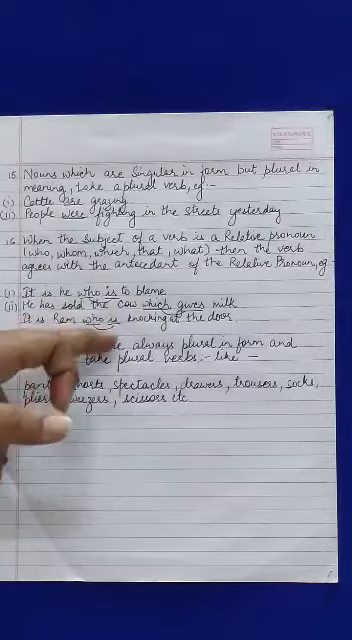 15. Nouns which are Singular in form but plural in
meaning, take a plural verb, eg:-
(i) Cattle are grazing
(ii) People were fighting in the streets yesterday
16. When the Subject of a verb is a Relative pronoun
(who, whom, which, that, what) then the verb
agrees with the antecedant of the Relative Pronoun, eg-
(i) It is he who is to blame
(ii) He has sold the cow which gives milk
It is Ram who is knocking at the door
always plural in form and
take plural verbs:- like -
shorts spectacles, drawers, trousers, socks,
scissors etc